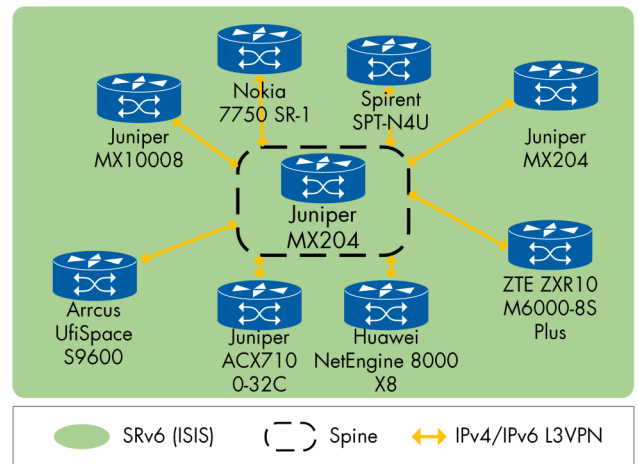 Nokia
7750 SR-1
Spirent
SPT-N4U
Juniper
MX10008
Juniper
MX204
Juniper
MX204
Arrcus
UfiSpace
S9600
Juniper
ACX710
0-32C
Huawei
NetEngine 8000
X8
ZTE ZXR10
M6000-8S
Plus
SRv6 (ISIS)
Spine
IPv4/IPv6 L3VPN